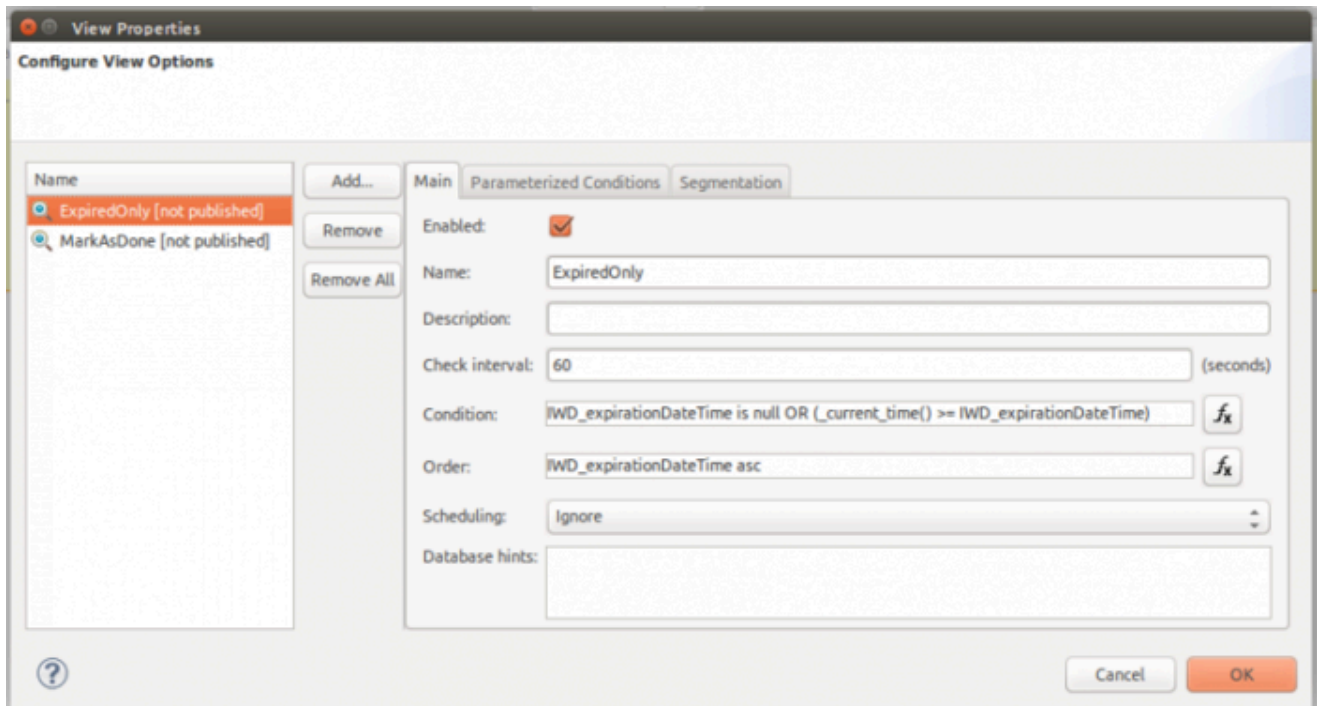 View Properties
Configure View Options
Name
ExpiredOnly [not published]
MarkAsDone [not published]
Add...
Remove
Remove All
Main Parameterized Conditions Segmentation
Enabled:
Name: ExpiredOnly
Description:
Check interval: 60 (seconds)
Condition: IWD_expirationDateTime is null OR (_current_time() >= IWD_expirationDateTime) fx
Order: IWD_expirationDateTime asc fx
Scheduling: Ignore
Database hints:
? Cancel OK